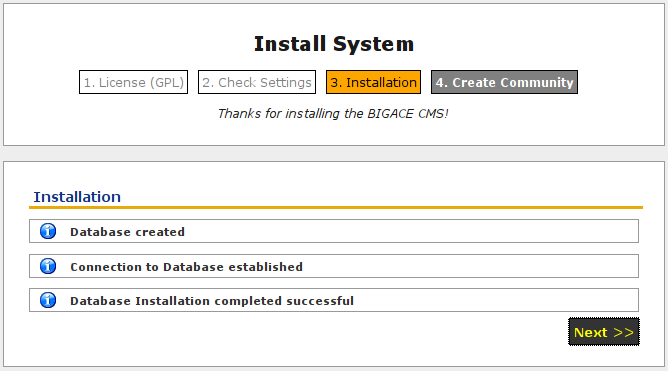 Install System
1. License (GPL) 2. Check Settings 3. Installation 4. Create Community
Thanks for installing the BIGACE CMS!
Installation
Database created
Connection to Database established
Database Installation completed successful
Next >>